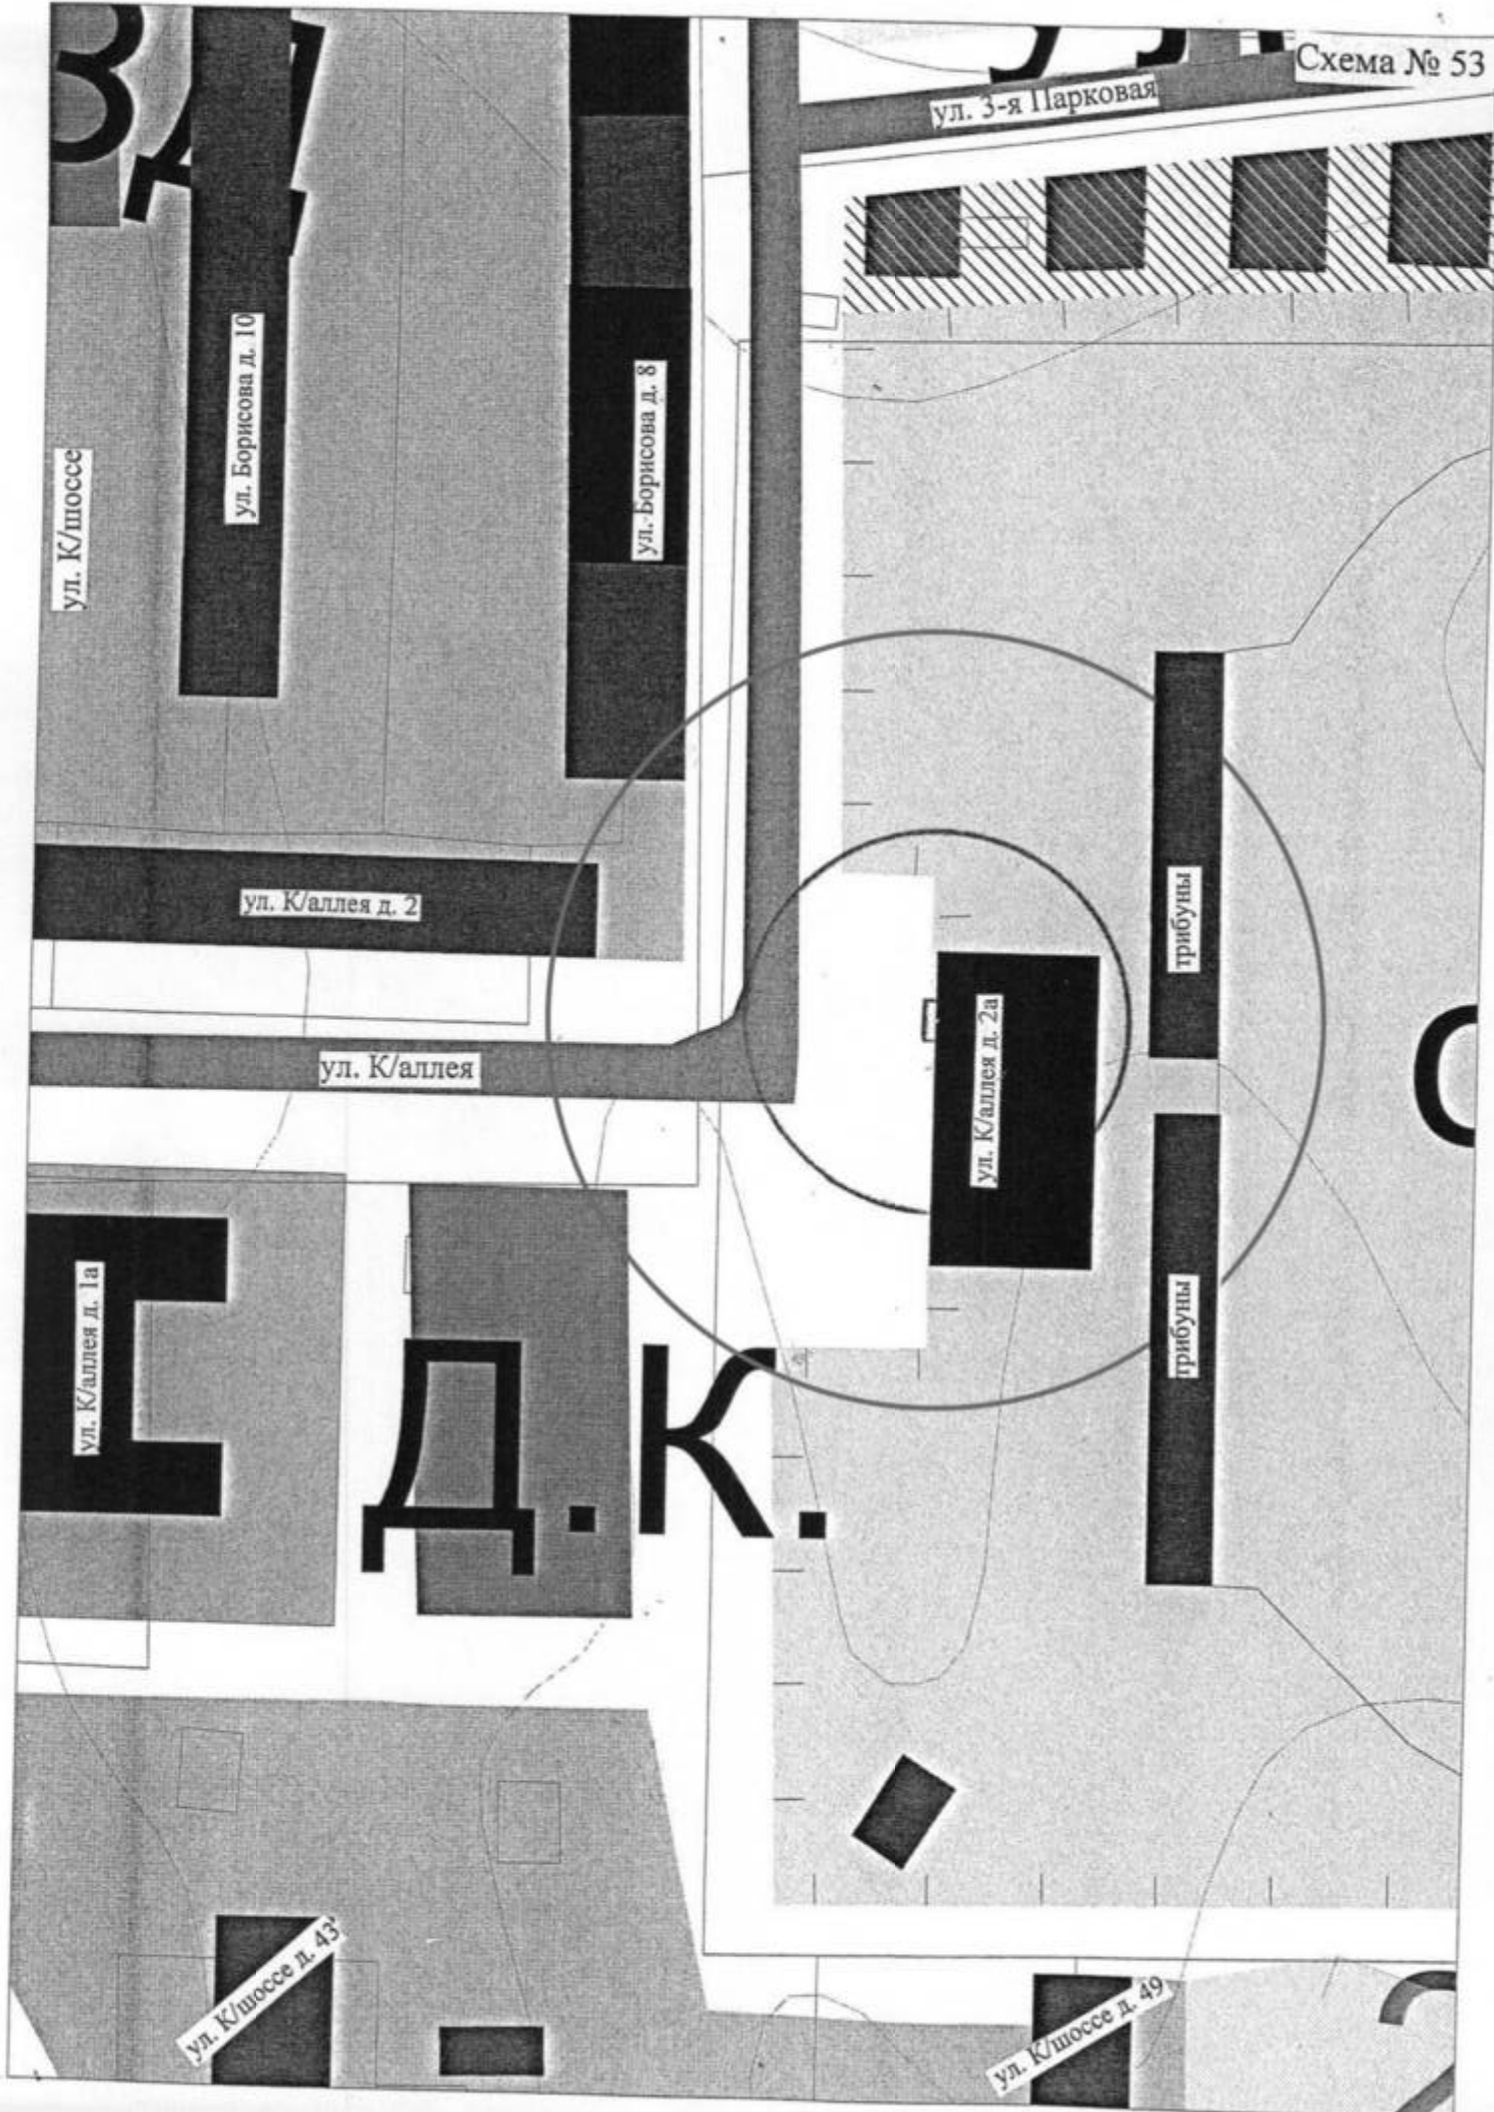 Схема № 53
ул. 3-я Парковая
ЗД
ул. Борисова д. 10
ул. Борисова д. 8
ул. К/шоссе
ул. К/аллея д. 2
трибуны
ул. К/аллея д. 2а
ул. К/аллея
ул. К/аллея д. 1а
трибуны
Д.К.
ул. К/шоссе д. 43
ул. К/шоссе д. 49